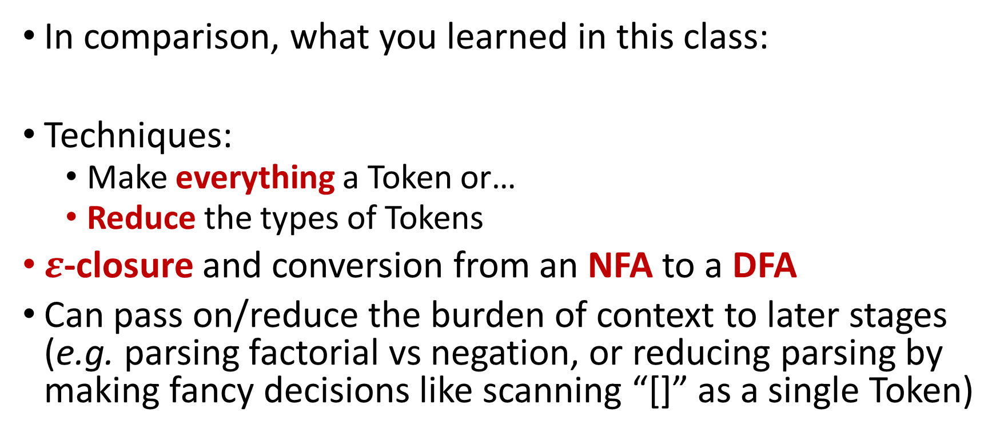 • In comparison, what you learned in this class:
• Techniques:
• Make everything a Token or…
• Reduce the types of Tokens
• ε-closure and conversion from an NFA to a DFA
• Can pass on/reduce the burden of context to later stages
(e.g. parsing factorial vs negation, or reducing parsing by
making fancy decisions like scanning “[]” as a single Token)